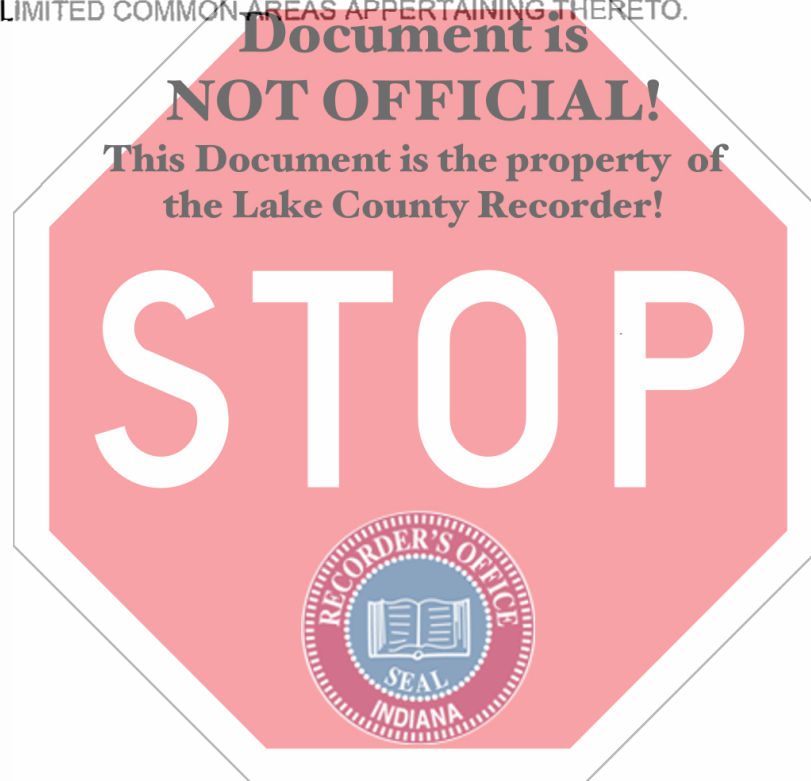 LIMITED COMMON AREAS APPERTAINING THERETO.
Document is
NOT OFFICIAL!
This Document is the property of
the Lake County Recorder!
STOP
RECORDER'S OFFICE
SEAL
INDIANA